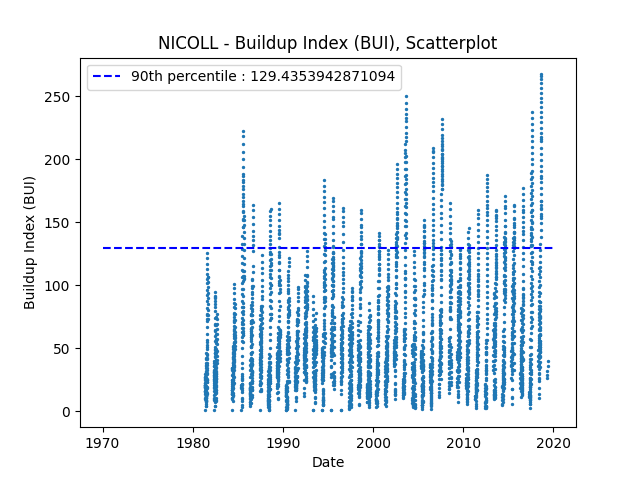 NICOLL - Buildup Index (BUI), Scatterplot
90th percentile : 129.4353942871094
250
200
150
100
50
0
Buildup Index (BUI)
1970 1980 1990 2000 2010 2020
Date